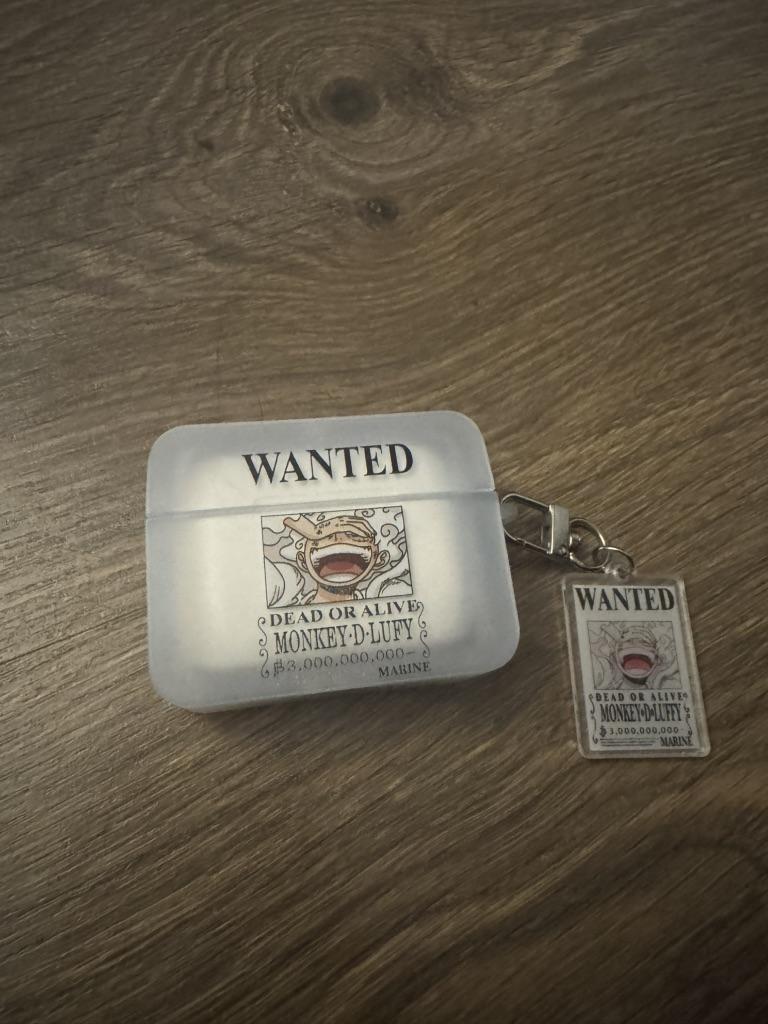 WANTED
DEAD OR ALIVE
MONKEY·D·LUFY
฿3,000,000,000-
MARINE
WANTED
DEAD OR ALIVE
MONKEY·D·LUFFY
฿3,000,000,000-
MARINE